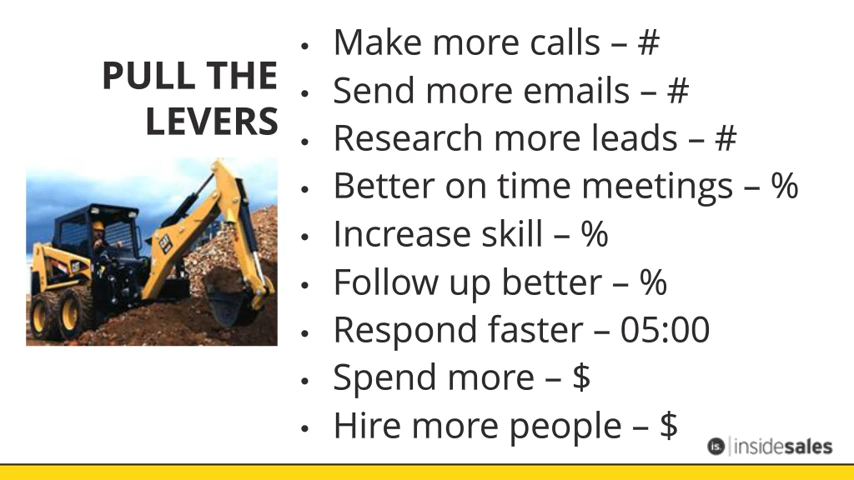 PULL THE
LEVERS
• Make more calls – #
• Send more emails – #
• Research more leads – #
• Better on time meetings – %
• Increase skill – %
• Follow up better – %
• Respond faster – 05:00
• Spend more – $
• Hire more people – $
is. insidesales